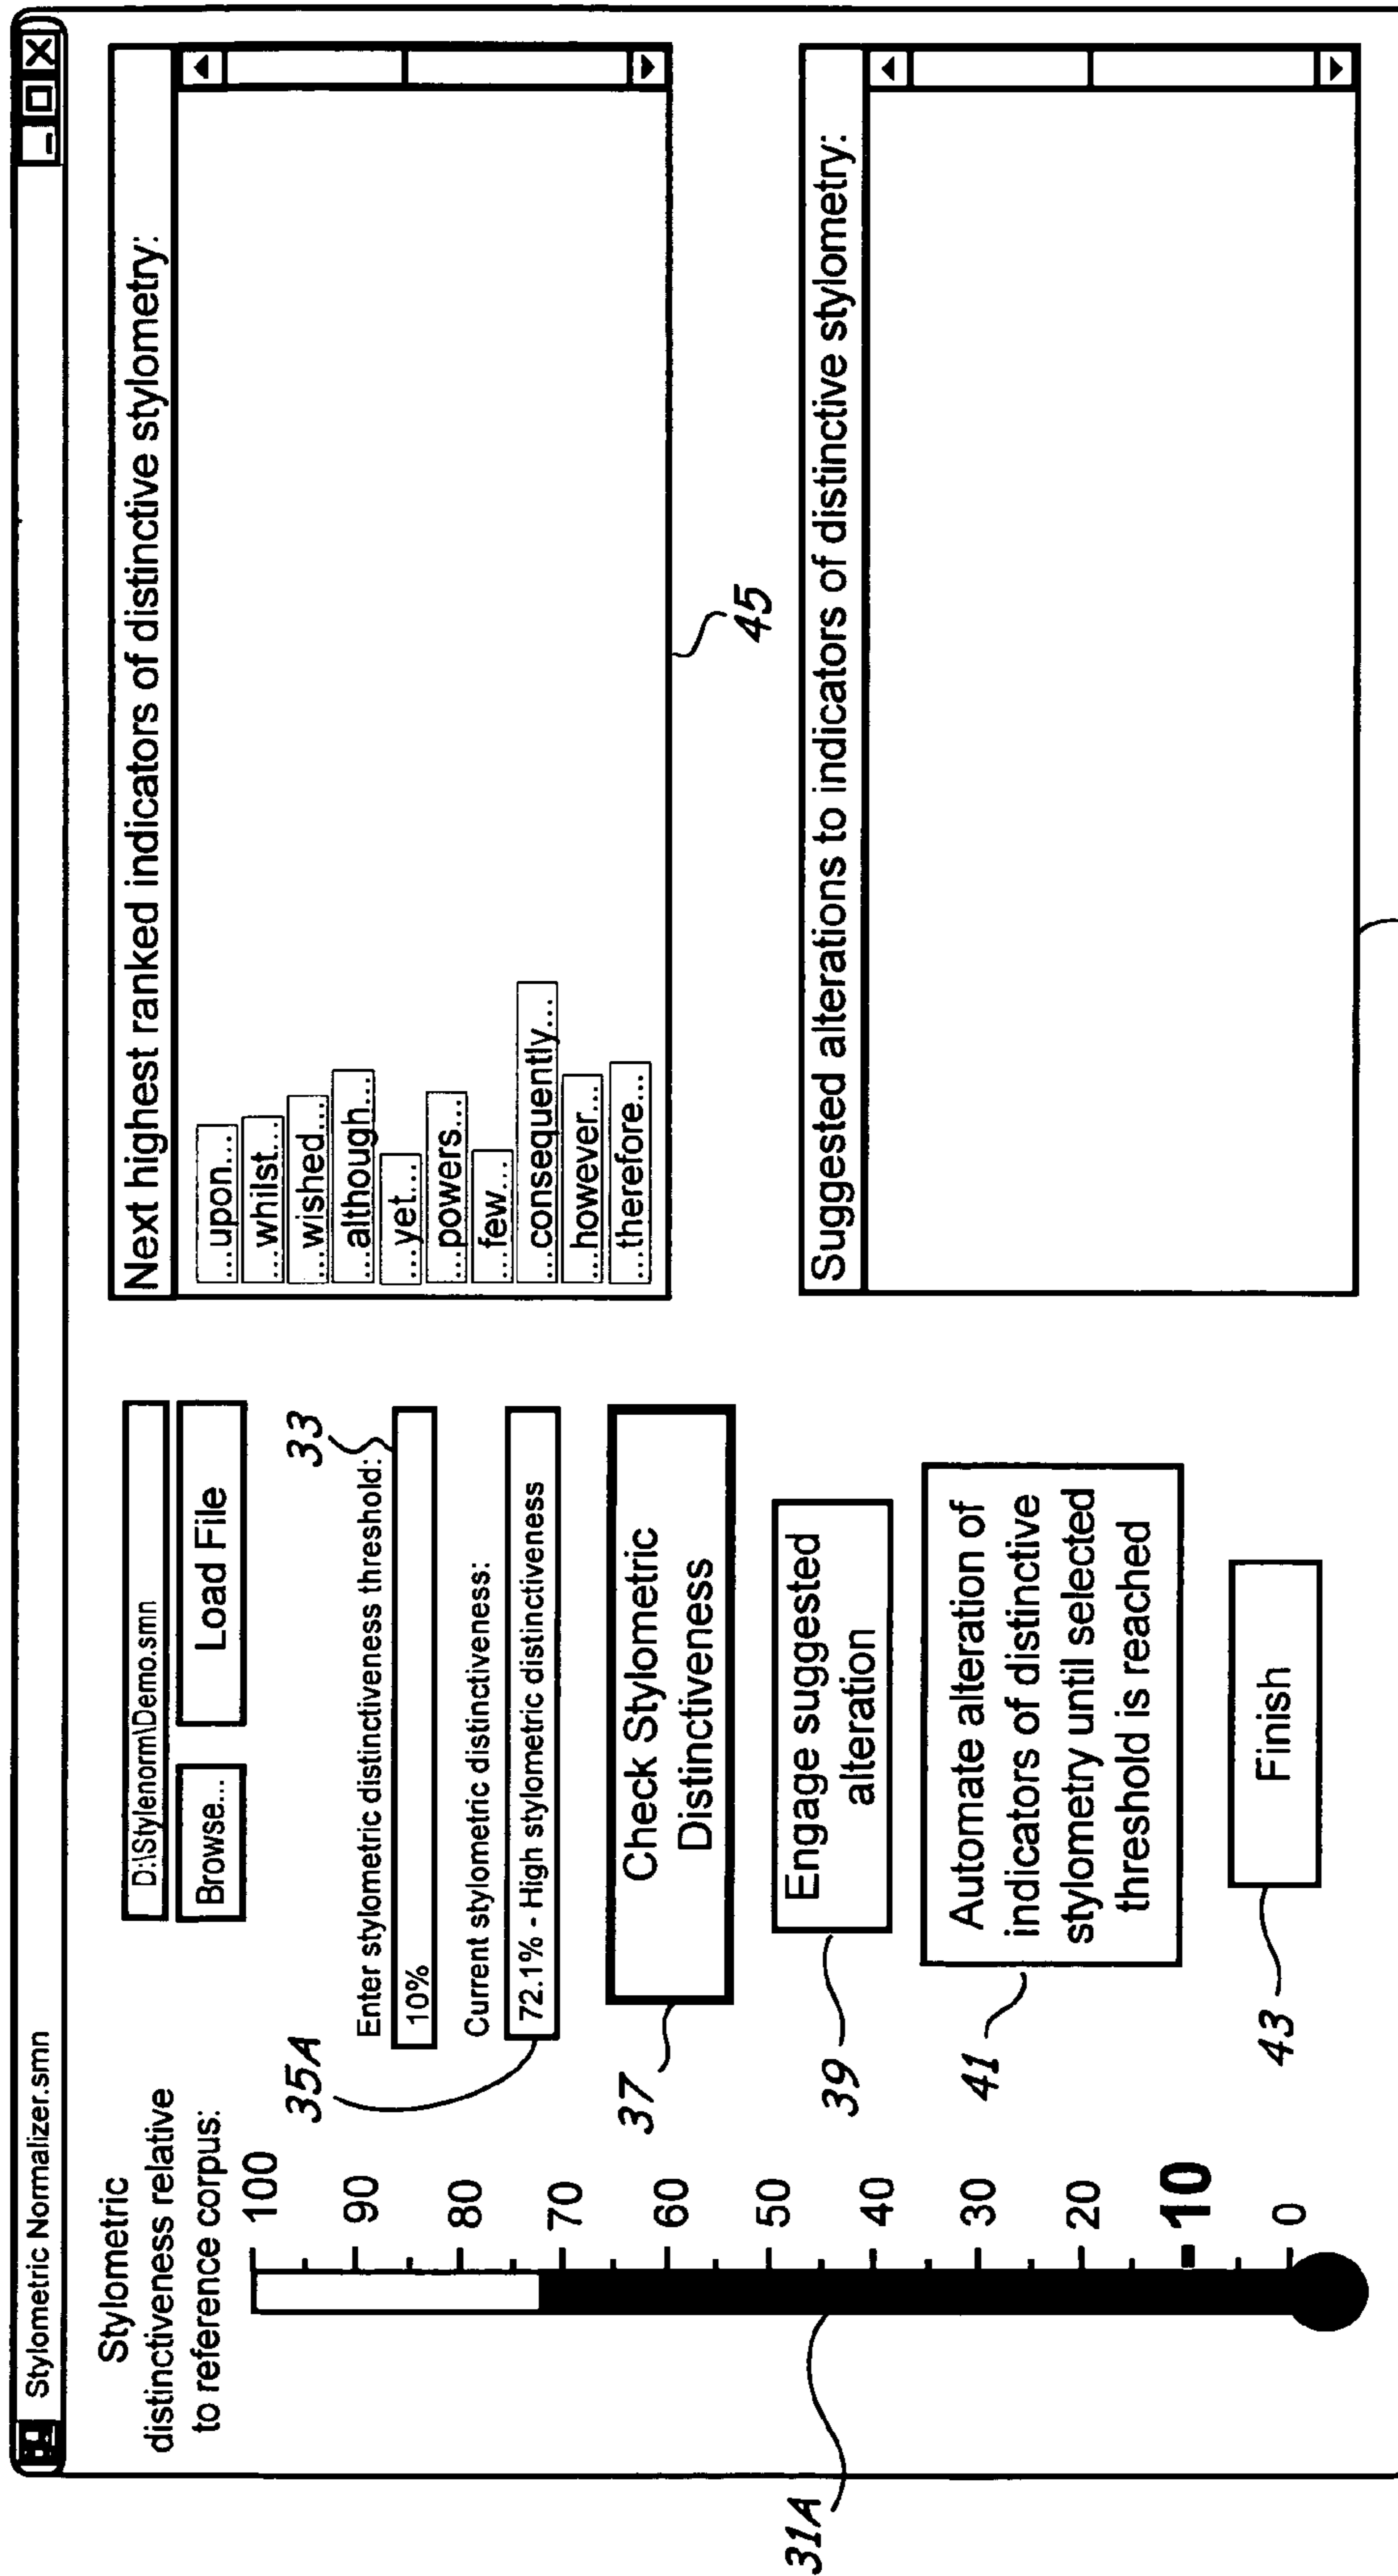 Stylometric Normalizer.smn
Stylometric
distinctiveness relative
to reference corpus:
100
90
80
70
60
50
40
30
20
10
0
31A
D:\Stylenorm\Demo.smn
Browse...
Load File
Enter stylometric distinctiveness threshold:
33
10%
Current stylometric distinctiveness:
35A
72.1% - High stylometric distinctiveness
Check Stylometric
Distinctiveness
37
Engage suggested
alteration
39
Automate alteration of
indicators of distinctive
stylometry until selected
threshold is reached
41
Finish
43
Next highest ranked indicators of distinctive stylometry:
...upon...
...whilst...
...wished...
...although...
...yet...
...powers...
...few...
...consequently...
...however...
...therefore...
45
Suggested alterations to indicators of distinctive stylometry: